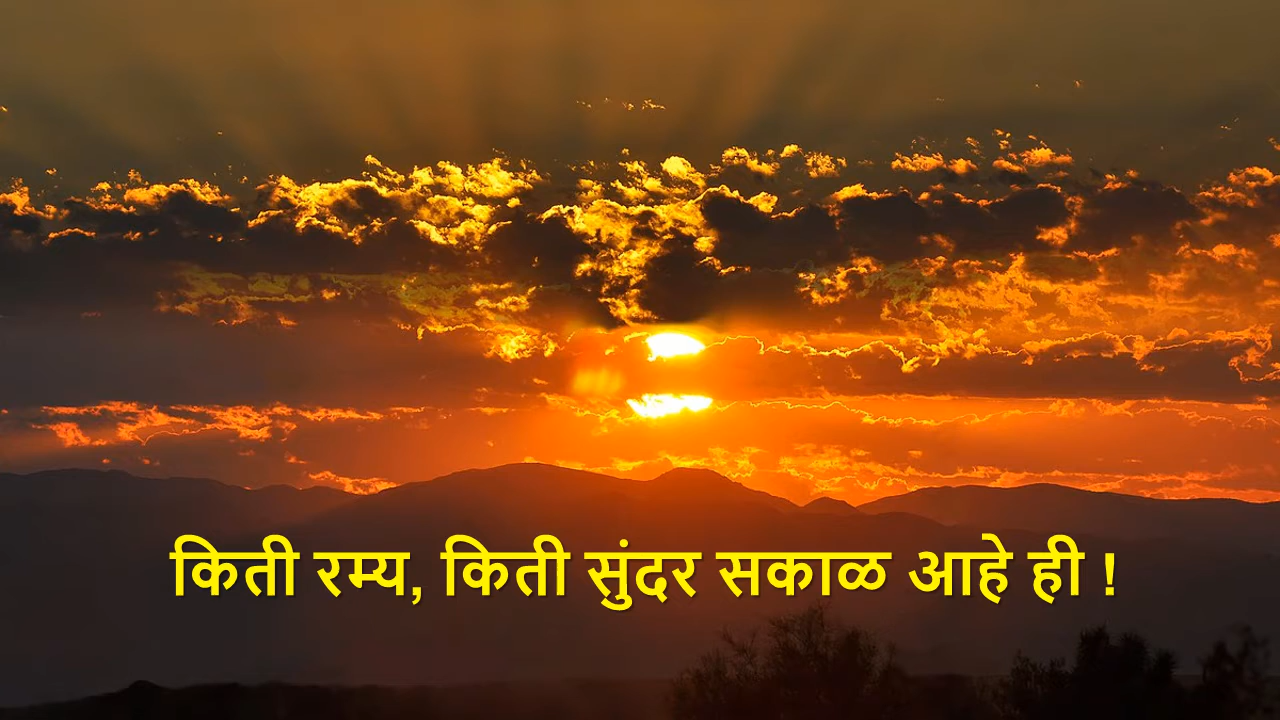 किती रम्य, किती सुंदर सकाळ आहे ही !